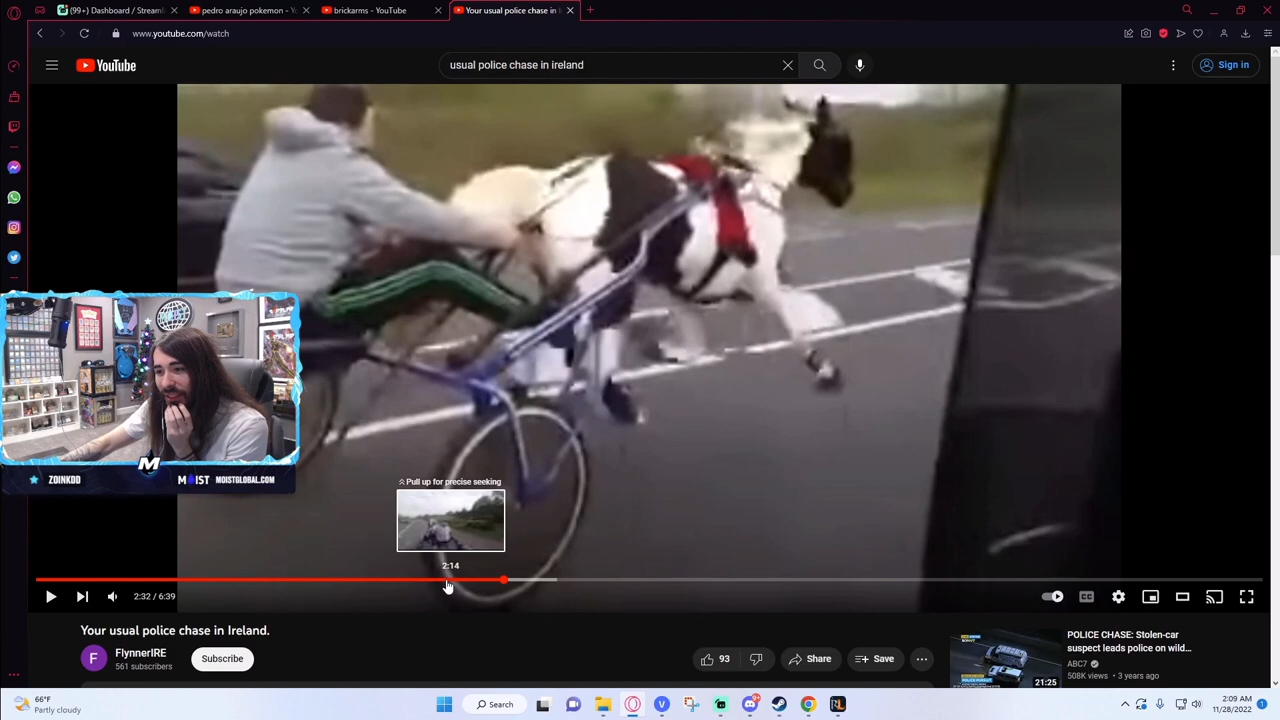 (99+) Dashboard / Streaml
pedro araujo pokemon - Yo
brickarms - YouTube
Your usual police chase in I
www.youtube.com/watch
YouTube
usual police chase in ireland
Sign in
ZOINKDD
M
MOIST
MOISTGLOBAL.COM
Pull up for precise seeking
2:14
2:32 / 6:39
CC
Your usual police chase in Ireland.
F
FlynnerIRE
561 subscribers
Subscribe
93
Share
Save
21:25
POLICE CHASE: Stolen-car
suspect leads police on wild...
ABC7
508K views • 3 years ago
66°F
Partly cloudy
Search
2:09 AM
11/28/2022